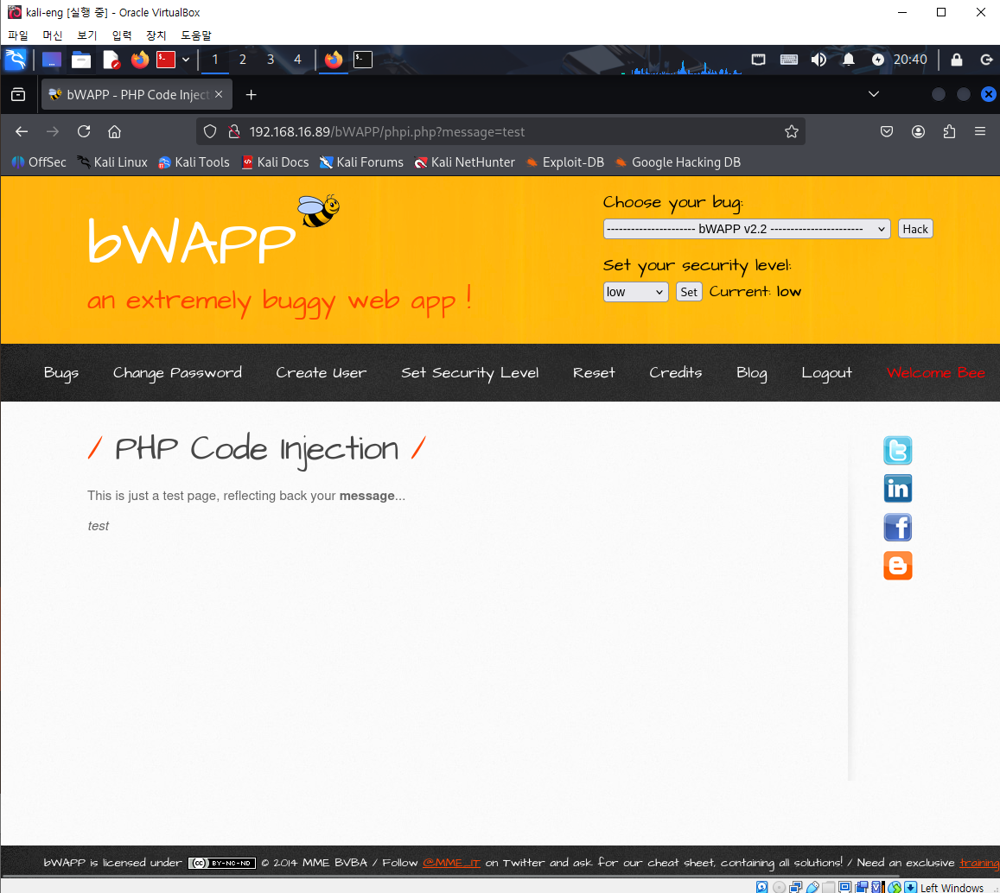 kali-eng [실행 중] - Oracle VirtualBox
파일 머신 보기 입력 장치 도움말
1 2 3 4 20:40
bWAPP - PHP Code Inject
192.168.16.89/bWAPP/phpi.php?message=test
OffSec Kali Linux Kali Tools Kali Docs Kali Forums Kali NetHunter Exploit-DB Google Hacking DB
bWAPP
an extremely buggy web app !
Choose your bug:
--------------------- bWAPP v2.2 ----------------------- Hack
Set your security level:
low Set Current: low
Bugs Change Password Create User Set Security Level Reset Credits Blog Logout Welcome Bee
/ PHP Code Injection /
This is just a test page, reflecting back your message...
test
bWAPP is licensed under (cc) BY-NC-ND © 2014 MME BVBA / Follow @MME_IT on Twitter and ask for our cheat sheet, containing all solutions! / Need an exclusive training
Left Windows